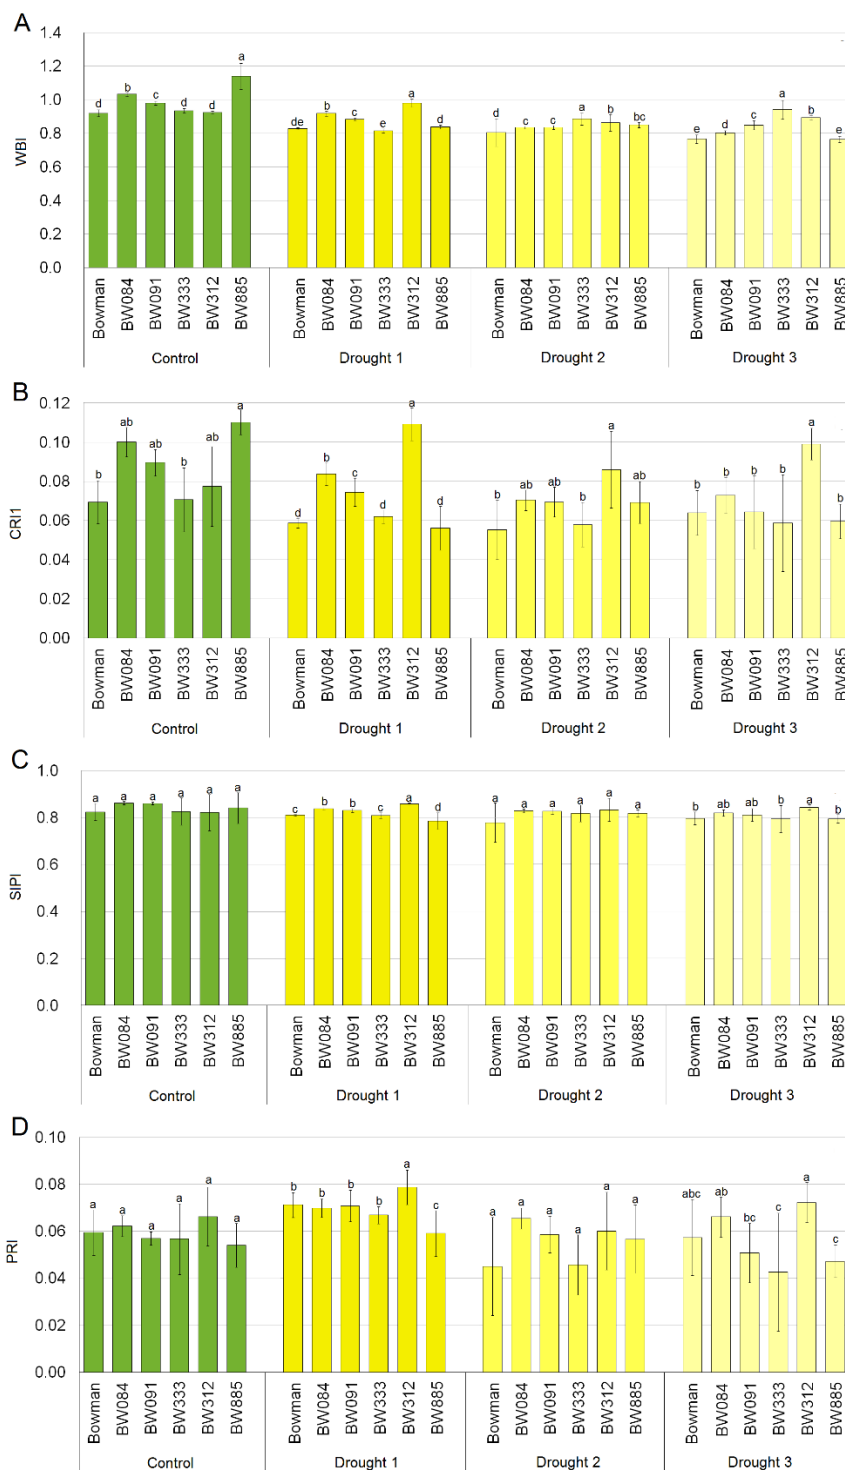 A
1.4
1.2
1.0
0.8
0.6
0.4
0.2
0.0
WBI
d b c d d a
de b c e a d
c c c a b bc
e d c a b e
Bowman BW084 BW091 BW333 BW312 BW885 Bowman BW084 BW091 BW333 BW312 BW885 Bowman BW084 BW091 BW333 BW312 BW885 Bowman BW084 BW091 BW333 BW312 BW885
Control Drought 1 Drought 2 Drought 3
B
0.12
0.10
0.08
0.06
0.04
0.02
0.00
CRI1
b ab ab b ab a
d b c d a d
b ab ab b a ab
b b b b a b
Bowman BW084 BW091 BW333 BW312 BW885 Bowman BW084 BW091 BW333 BW312 BW885 Bowman BW084 BW091 BW333 BW312 BW885 Bowman BW084 BW091 BW333 BW312 BW885
Control Drought 1 Drought 2 Drought 3
C
1.0
0.8
0.6
0.4
0.2
0.0
SIPI
a a a a a a
c b b c a d
a a a a a a
b ab ab b a b
Bowman BW084 BW091 BW333 BW312 BW885 Bowman BW084 BW091 BW333 BW312 BW885 Bowman BW084 BW091 BW333 BW312 BW885 Bowman BW084 BW091 BW333 BW312 BW885
Control Drought 1 Drought 2 Drought 3
D
0.10
0.08
0.06
0.04
0.02
0.00
PRI
a a a a a a
b b b b a c
a a a a a a
abc ab bc c a c
Bowman BW084 BW091 BW333 BW312 BW885 Bowman BW084 BW091 BW333 BW312 BW885 Bowman BW084 BW091 BW333 BW312 BW885 Bowman BW084 BW091 BW333 BW312 BW885
Control Drought 1 Drought 2 Drought 3